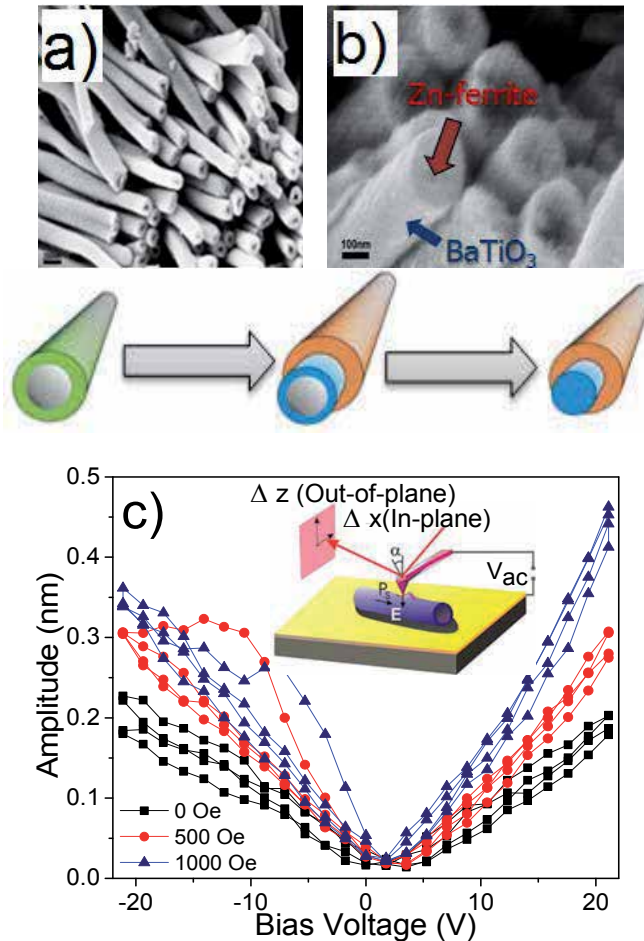 a)
b)
Zn-ferrite
100nm
BaTiO₃
c)
Δ z (Out-of-plane)
Δ x(In-plane)
α
Vac
E
0.5
0.4
0.3
0.2
0.1
0.0
Amplitude (nm)
0 Oe
500 Oe
1000 Oe
-20
-10
0
10
20
Bias Voltage (V)